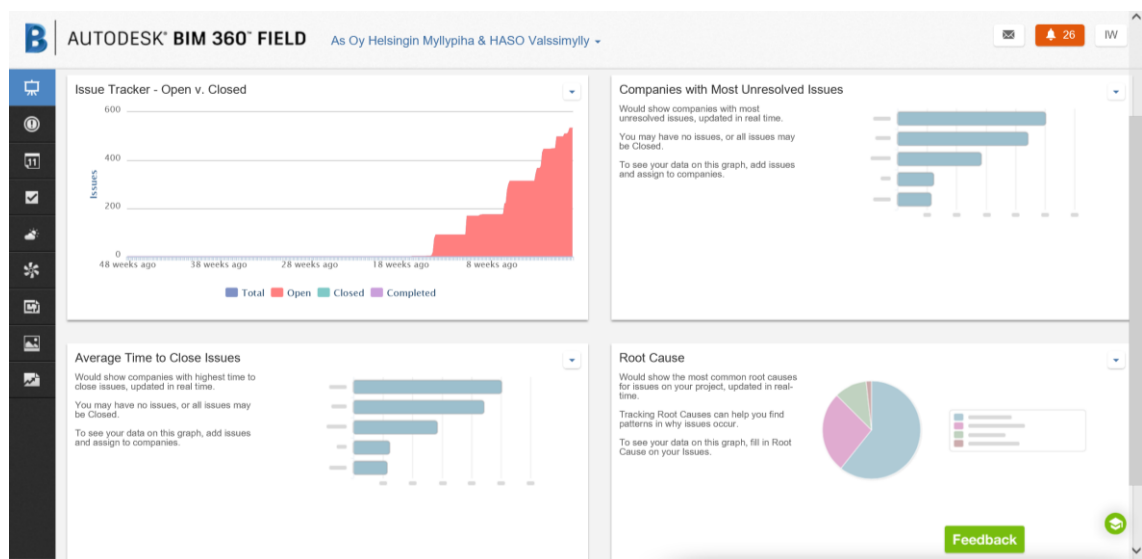 B AUTODESK® BIM 360™ FIELD As Oy Helsingin Myllypiha & HASO Valssimylly
26 IW
11
Issue Tracker - Open v. Closed
600
400
200
0
Issues
48 weeks ago 38 weeks ago 28 weeks ago 18 weeks ago 8 weeks ago
Total Open Closed Completed
Companies with Most Unresolved Issues
Would show companies with most
unresolved issues, updated in real time.
You may have no issues, or all issues may
be Closed.
To see your data on this graph, add issues
and assign to companies.
Average Time to Close Issues
Would show companies with highest time to
close issues, updated in real time.
You may have no issues, or all issues may
be Closed.
To see your data on this graph, add issues
and assign to companies.
Root Cause
Would show the most common root causes
for issues on your project, updated in real-
time.
Tracking Root Causes can help you find
patterns in why issues occur.
To see your data on this graph, fill in Root
Cause on your Issues.
Feedback